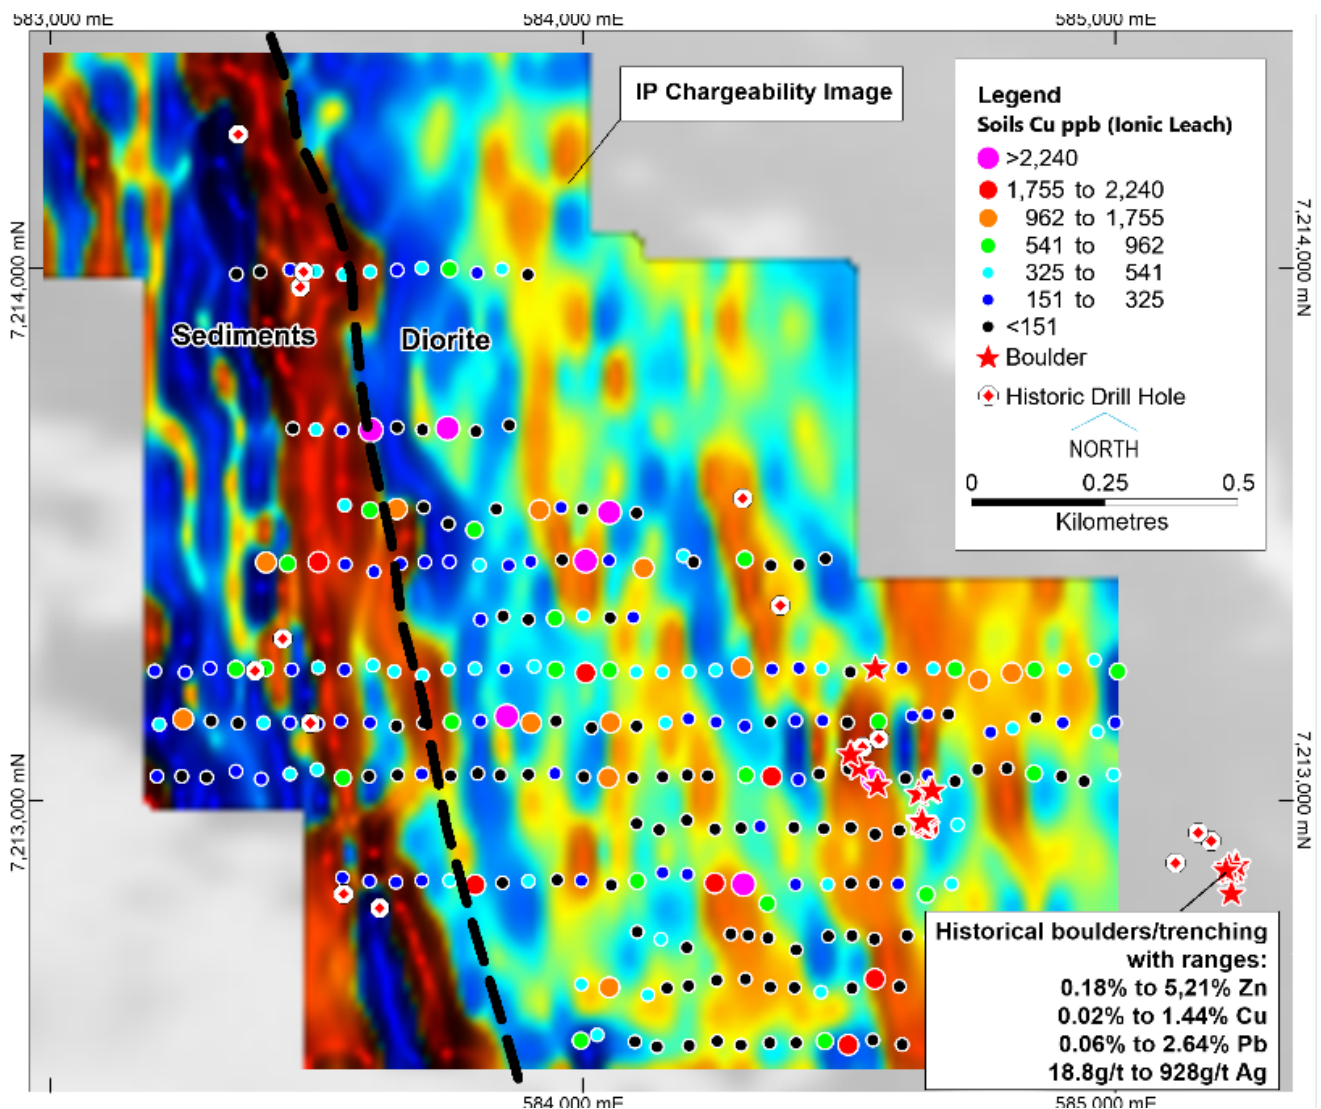 583,000 mE
584,000 mE
585,000 mE
IP Chargeability Image
Legend
Soils Cu ppb (Ionic Leach)
>2,240
1,755 to 2,240
962 to 1,755
541 to 962
325 to 541
151 to 325
<151
Boulder
Historic Drill Hole
NORTH
0 0.25 0.5
Kilometres
7,214,000 mN
7,214,000 mN
Sediments
Diorite
7,213,000 mN
7,213,000 mN
Historical boulders/trenching
with ranges:
0.18% to 5,21% Zn
0.02% to 1.44% Cu
0.06% to 2.64% Pb
18.8g/t to 928g/t Ag
584,000 mE
585,000 mE